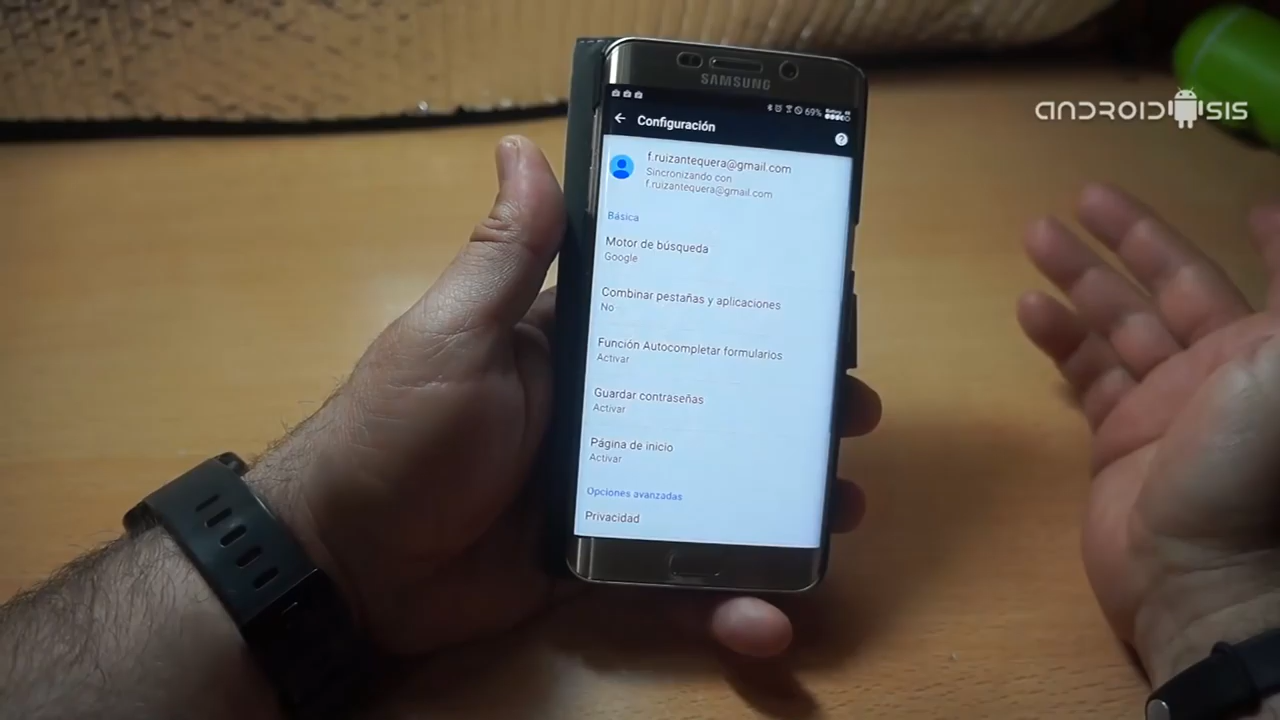 SAMSUNG
69%
Configuración
f.ruizantequera@gmail.com
Sincronizando con
f.ruizantequera@gmail.com
Básica
Motor de búsqueda
Google
Combinar pestañas y aplicaciones
No
Función Autocompletar formularios
Activar
Guardar contraseñas
Activar
Página de inicio
Activar
Opciones avanzadas
Privacidad
ANDROIDSIS